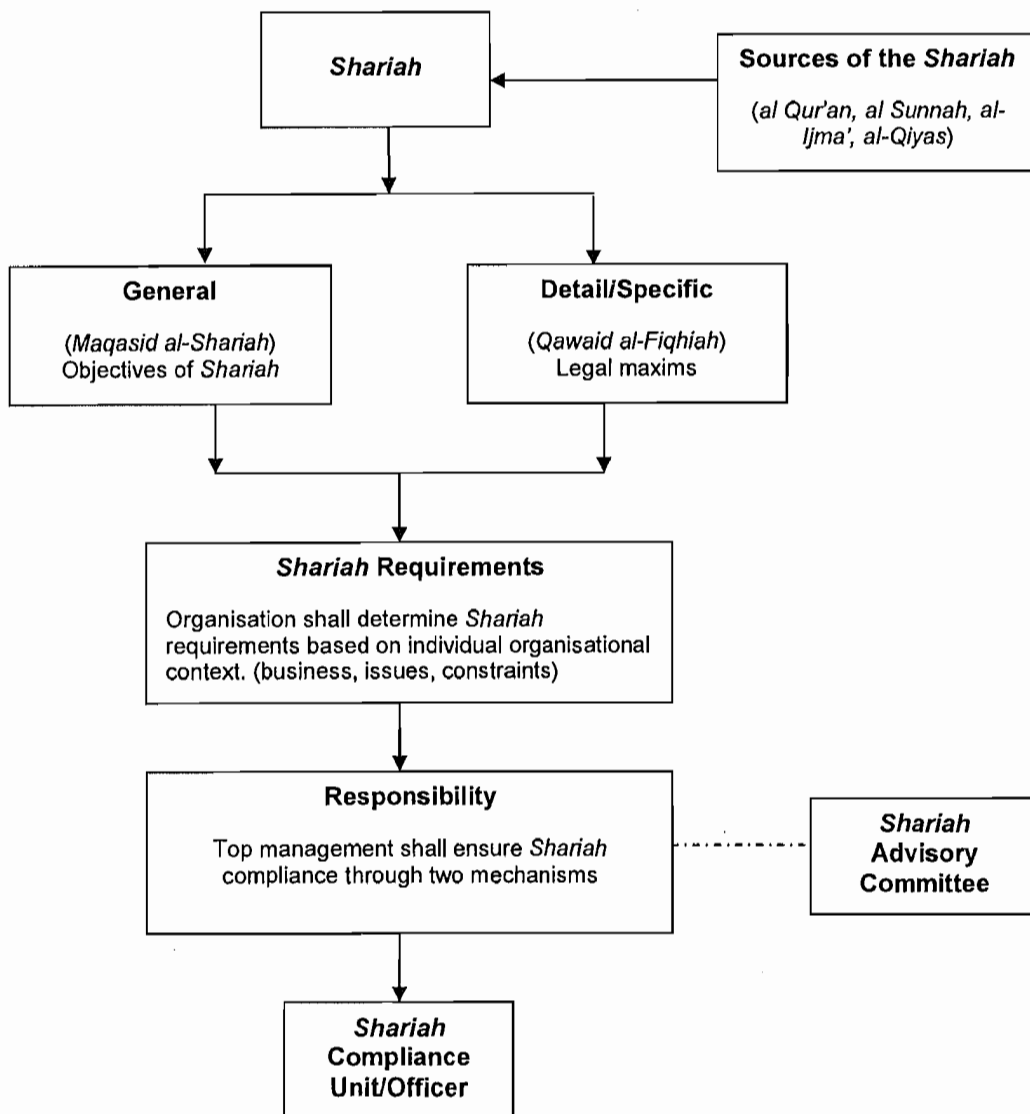 Shariah
Sources of the Shariah
(al Qur'an, al Sunnah, al-
Ijma', al-Qiyas)
General
(Maqasid al-Shariah)
Objectives of Shariah
Detail/Specific
(Qawaid al-Fiqhiah)
Legal maxims
Shariah Requirements
Organisation shall determine Shariah
requirements based on individual organisational
context. (business, issues, constraints)
Responsibility
Top management shall ensure Shariah
compliance through two mechanisms
Shariah
Advisory
Committee
Shariah
Compliance
Unit/Officer